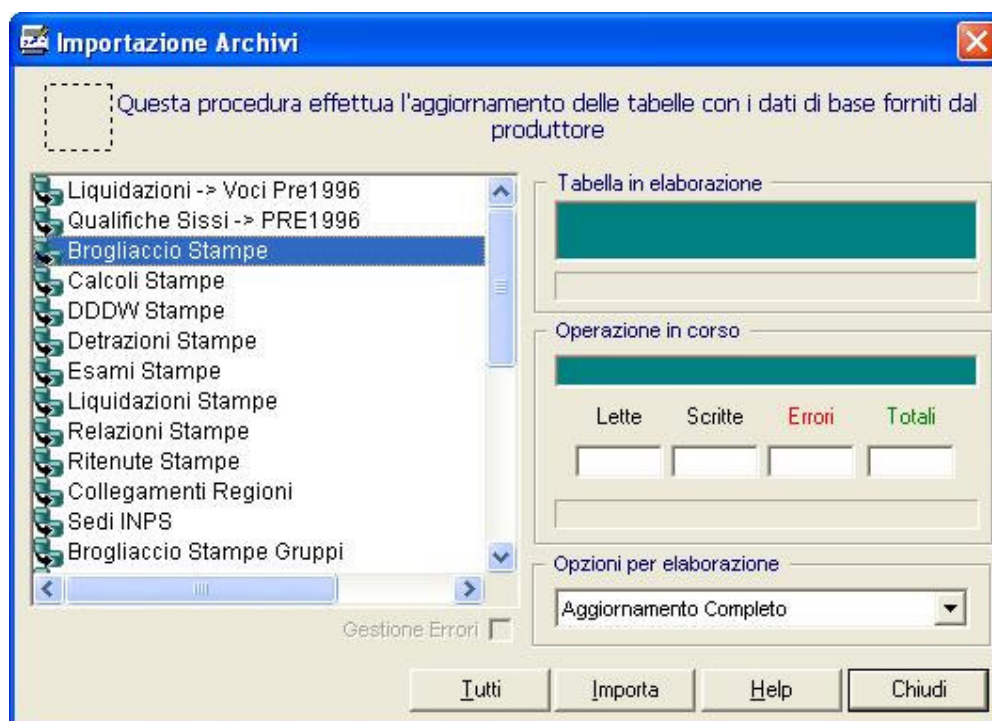 Importazione Archivi
Questa procedura effettua l'aggiornamento delle tabelle con i dati di base forniti dal
produttore
Liquidazioni -> Voci Pre1996
Qualifiche Sissi -> PRE1996
Brogliaccio Stampe
Calcoli Stampe
DDDW Stampe
Detrazioni Stampe
Esami Stampe
Liquidazioni Stampe
Relazioni Stampe
Ritenute Stampe
Collegamenti Regioni
Sedi INPS
Brogliaccio Stampe Gruppi
Gestione Errori
Tabella in elaborazione
Operazione in corso
Lette Scritte Errori Totali
Opzioni per elaborazione
Aggiornamento Completo
Tutti Importa Help Chiudi